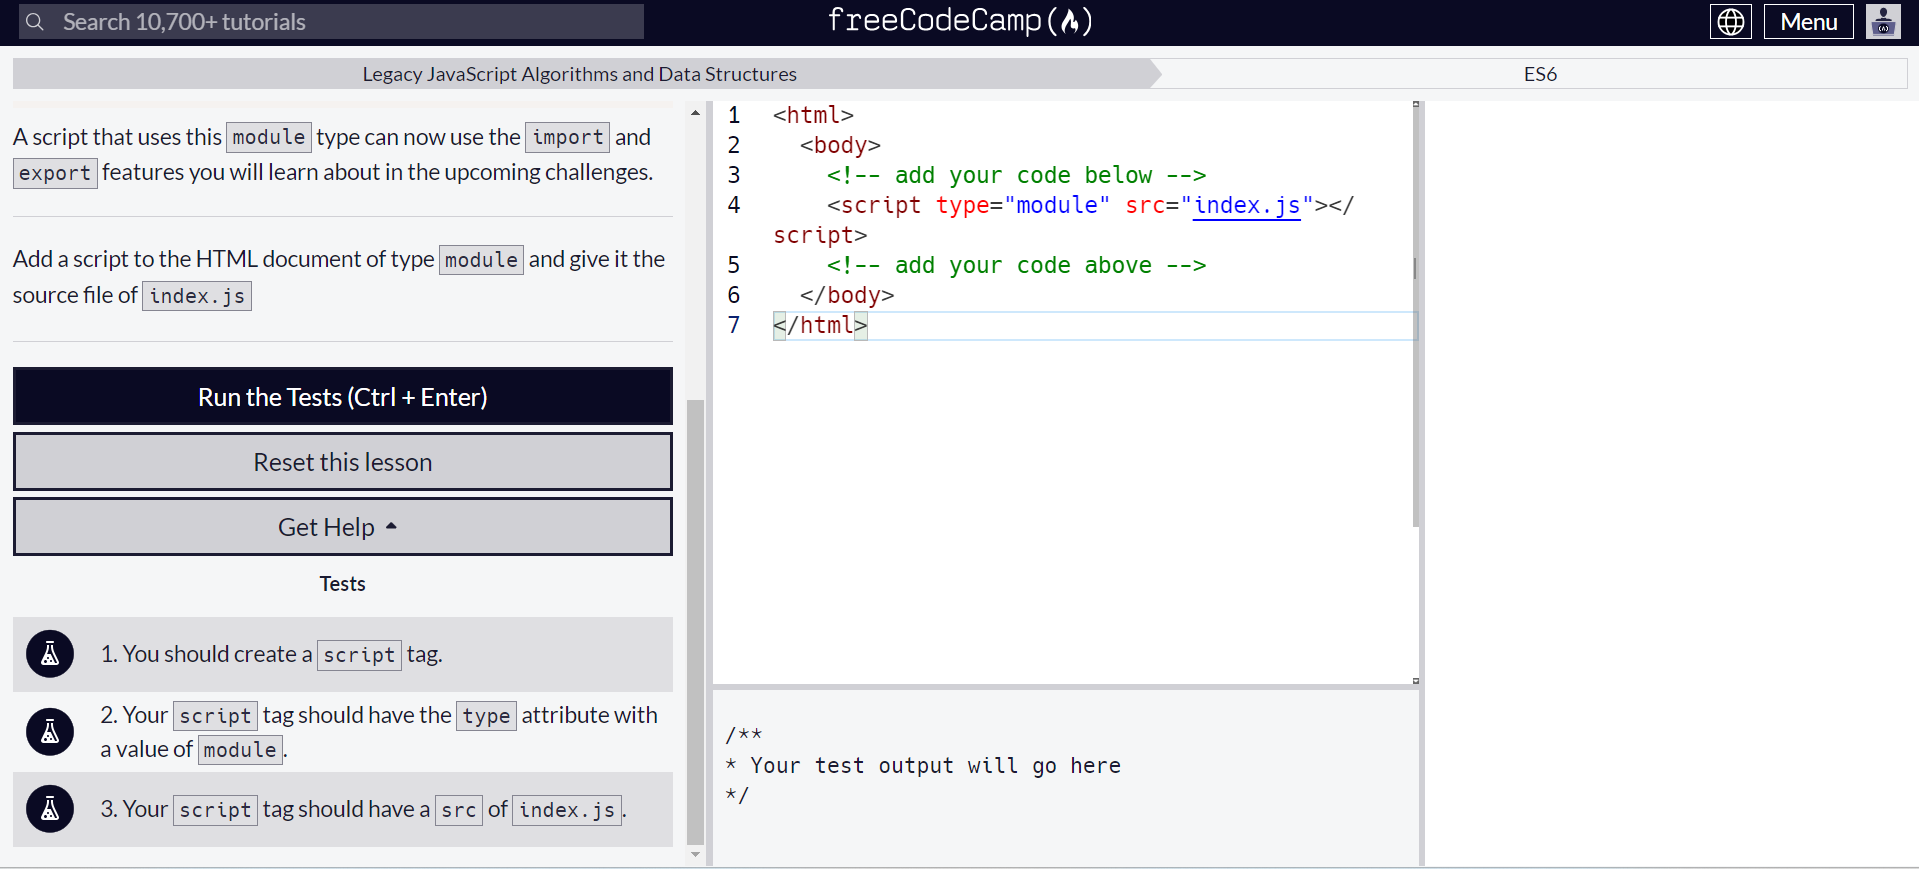 Search 10,700+ tutorials
freeCodeCamp(🔥)
Menu
Legacy JavaScript Algorithms and Data Structures
ES6
A script that uses this module type can now use the import and
export features you will learn about in the upcoming challenges.
Add a script to the HTML document of type module and give it the
source file of index.js
Run the Tests (Ctrl + Enter)
Reset this lesson
Get Help
Tests
1. You should create a script tag.
2. Your script tag should have the type attribute with
a value of module.
3. Your script tag should have a src of index.js.
1 <html>
2 <body>
3 <!-- add your code below -->
4 <script type="module" src="index.js"></
script>
5 <!-- add your code above -->
6 </body>
7 </html>
/**
* Your test output will go here
*/